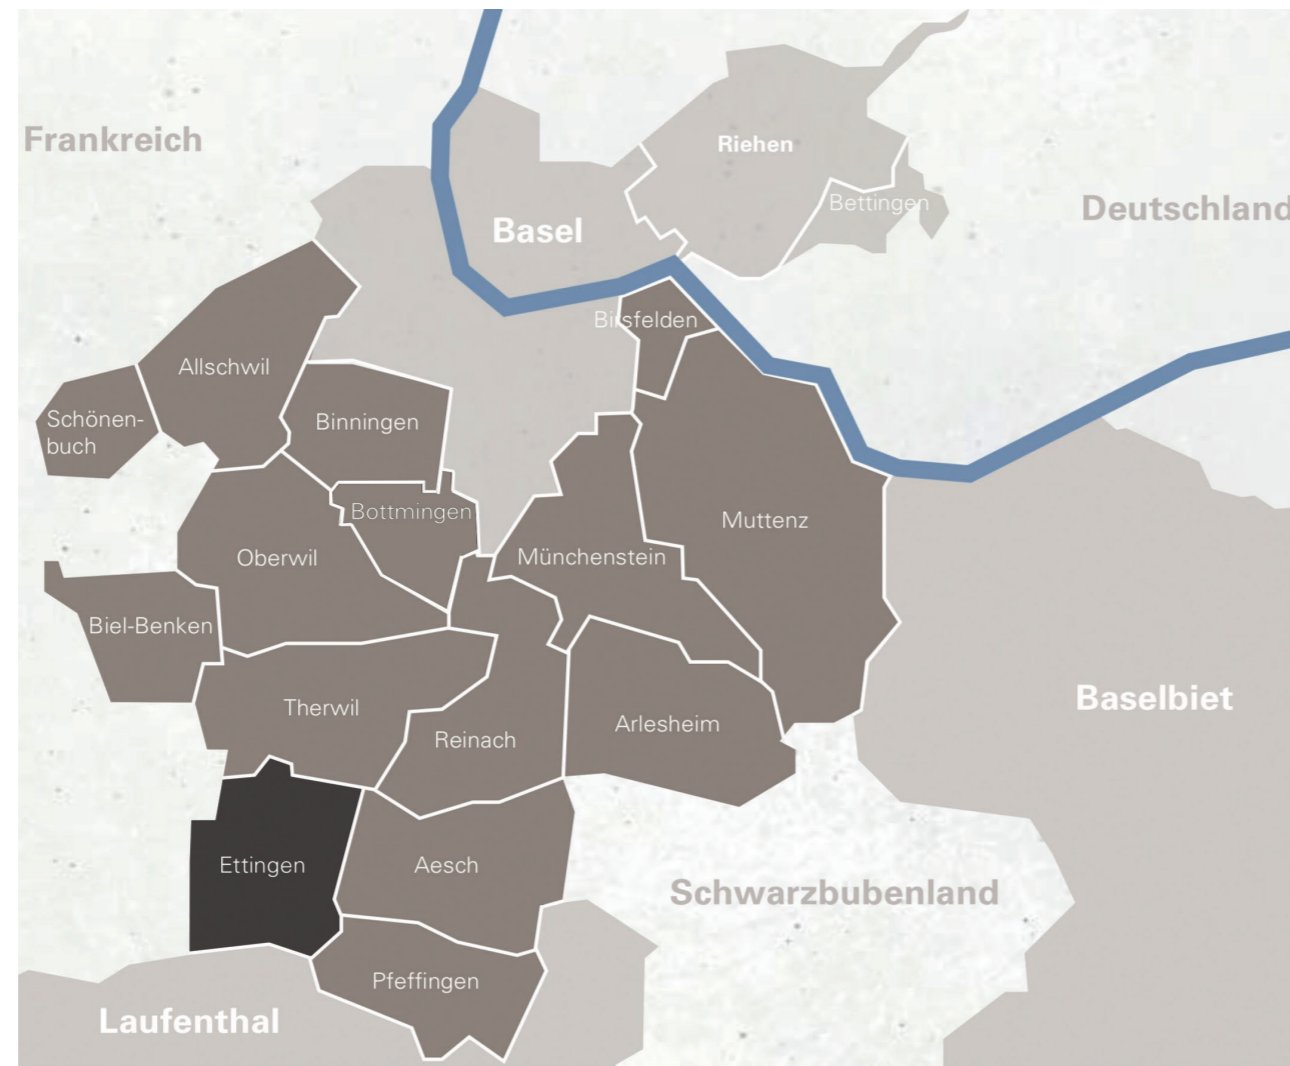 Frankreich
Riehen
Bettingen
Deutschland
Basel
Birsfelden
Allschwil
Schönen-
buch
Binningen
Bottmingen
Muttenz
Oberwil
Münchenstein
Biel-Benken
Therwil
Reinach
Arlesheim
Baselbiet
Ettingen
Aesch
Schwarzbubenland
Pfeffingen
Laufenthal